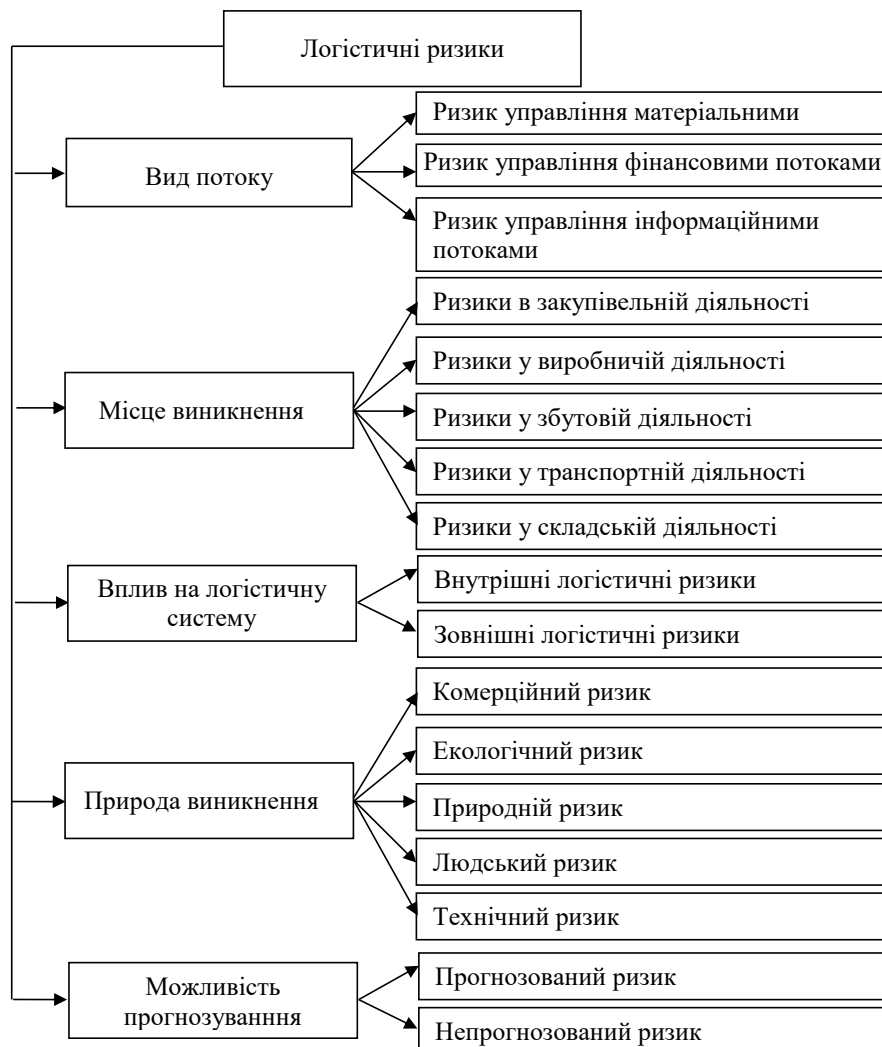 Логістичні ризики
Вид потоку
Ризик управління матеріальними
Ризик управління фінансовими потоками
Ризик управління інформаційними
потоками
Місце виникнення
Ризики в закупівельній діяльності
Ризики у виробничій діяльності
Ризики у збутовій діяльності
Ризики у транспортній діяльності
Ризики у складській діяльності
Вплив на логістичну
систему
Внутрішні логістичні ризики
Зовнішні логістичні ризики
Природа виникнення
Комерційний ризик
Екологічний ризик
Природній ризик
Людський ризик
Технічний ризик
Можливість
прогнозуванння
Прогнозований ризик
Непрогнозований ризик